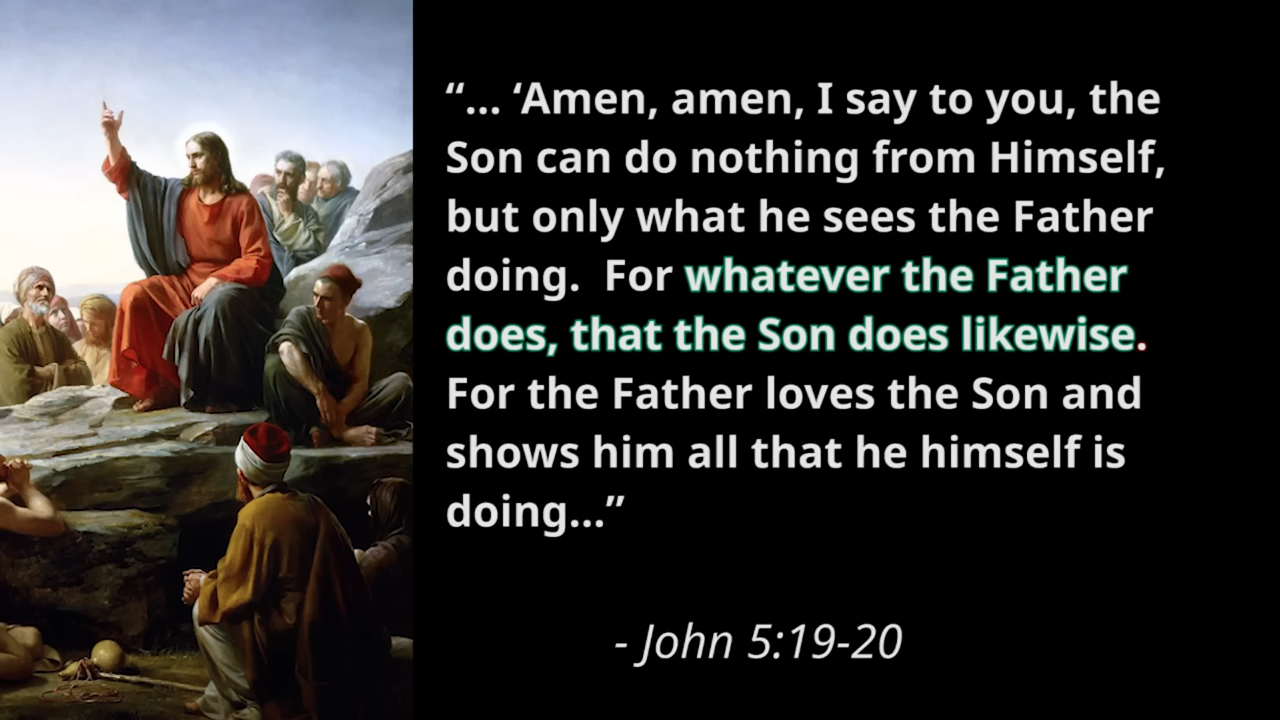 “... ‘Amen, amen, I say to you, the
Son can do nothing from Himself,
but only what he sees the Father
doing.  For whatever the Father
does, that the Son does likewise.
For the Father loves the Son and
shows him all that he himself is
doing...”
- John 5:19-20